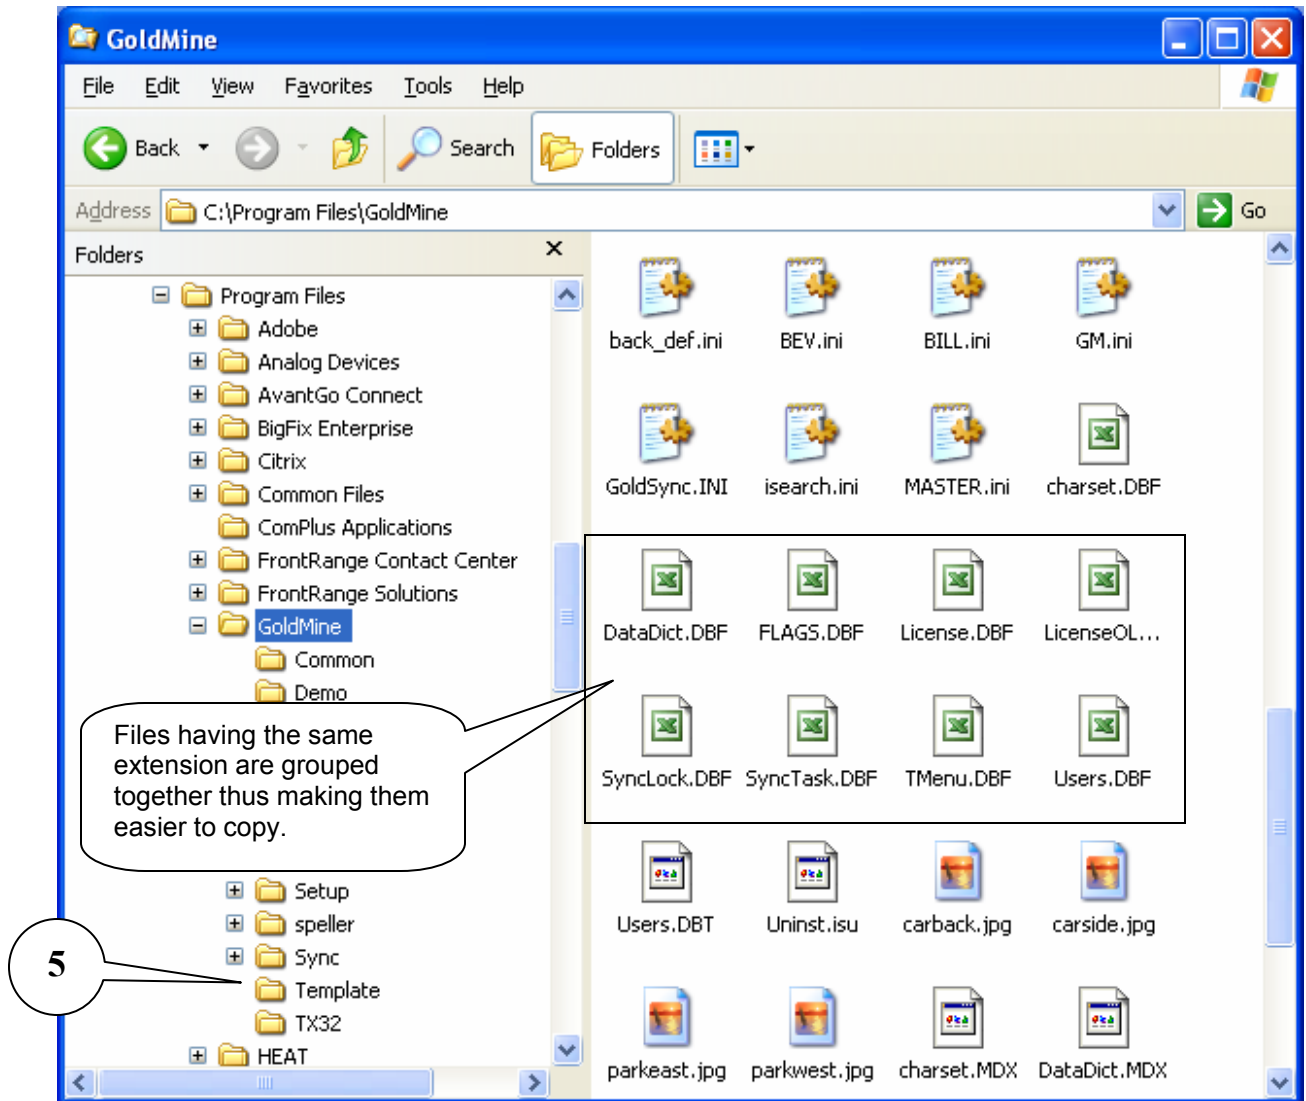 GoldMine
File Edit View Favorites Tools Help
Back Search Folders
Address C:\Program Files\GoldMine Go
Folders
Program Files
Adobe
Analog Devices
AvantGo Connect
BigFix Enterprise
Citrix
Common Files
ComPlus Applications
FrontRange Contact Center
FrontRange Solutions
GoldMine
Common
Demo
Files having the same
extension are grouped
together thus making them
easier to copy.
Setup
speller
Sync
5
Template
TX32
HEAT
back_def.ini BEV.ini BILL.ini GM.ini
GoldSync.INI isearch.ini MASTER.ini charset.DBF
DataDict.DBF FLAGS.DBF License.DBF LicenseOL...
SyncLock.DBF SyncTask.DBF TMenu.DBF Users.DBF
Users.DBT Uninst.isu carback.jpg carside.jpg
parkeast.jpg parkwest.jpg charset.MDX DataDict.MDX